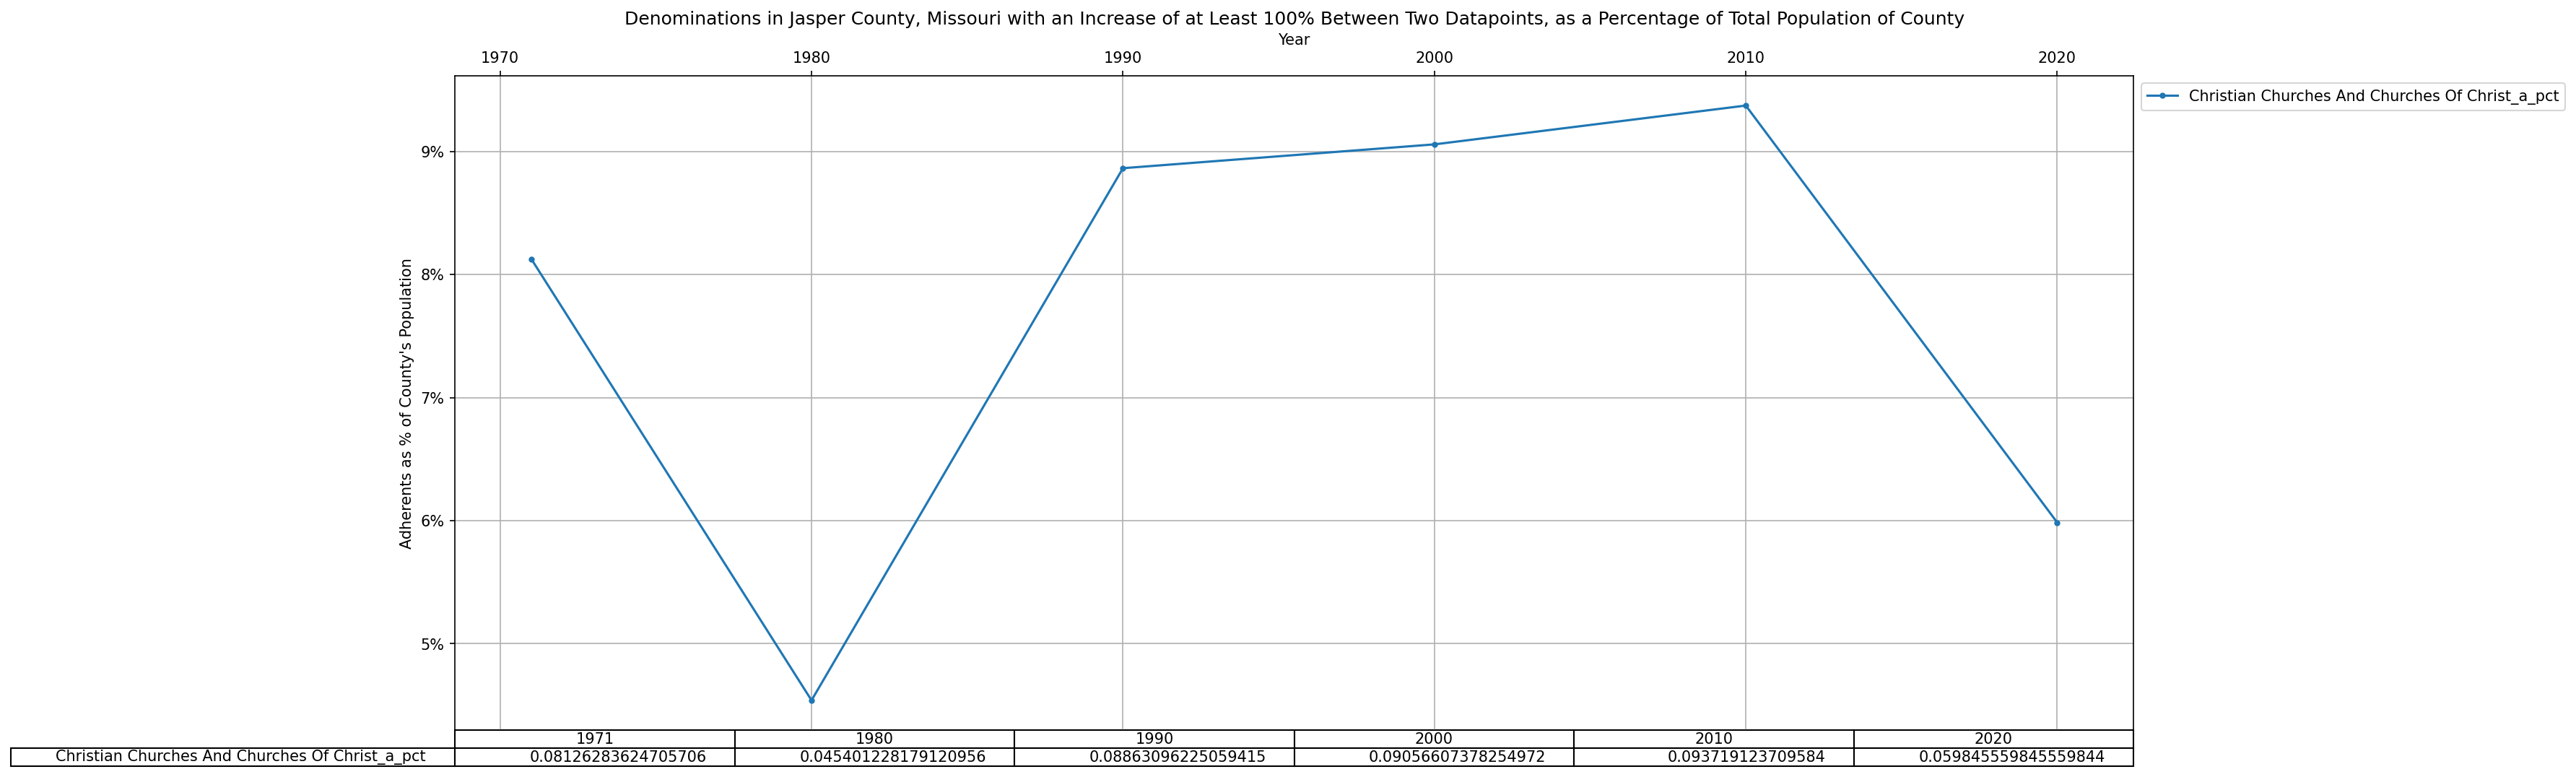 Denominations in Jasper County, Missouri with an Increase of at Least 100% Between Two Datapoints, as a Percentage of Total Population of County
Year
1970 1980 1990 2000 2010 2020
Christian Churches And Churches Of Christ_a_pct
Adherents as % of County's Population
9%
8%
7%
6%
5%
1971 1980 1990 2000 2010 2020
Christian Churches And Churches Of Christ_a_pct 0.08126283624705706 0.045401228179120956 0.08863096225059415 0.09056607378254972 0.093719123709584 0.059845559845559844